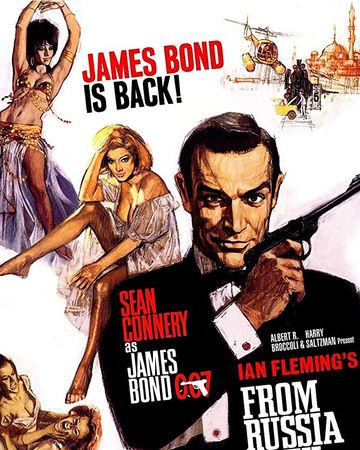 JAMES BOND
IS BACK!
SEAN
CONNERY
as
JAMES
BOND 007
ALBERT R. HARRY
BROCCOLI & SALTZMAN Present
IAN FLEMING'S
FROM
RUSSIA